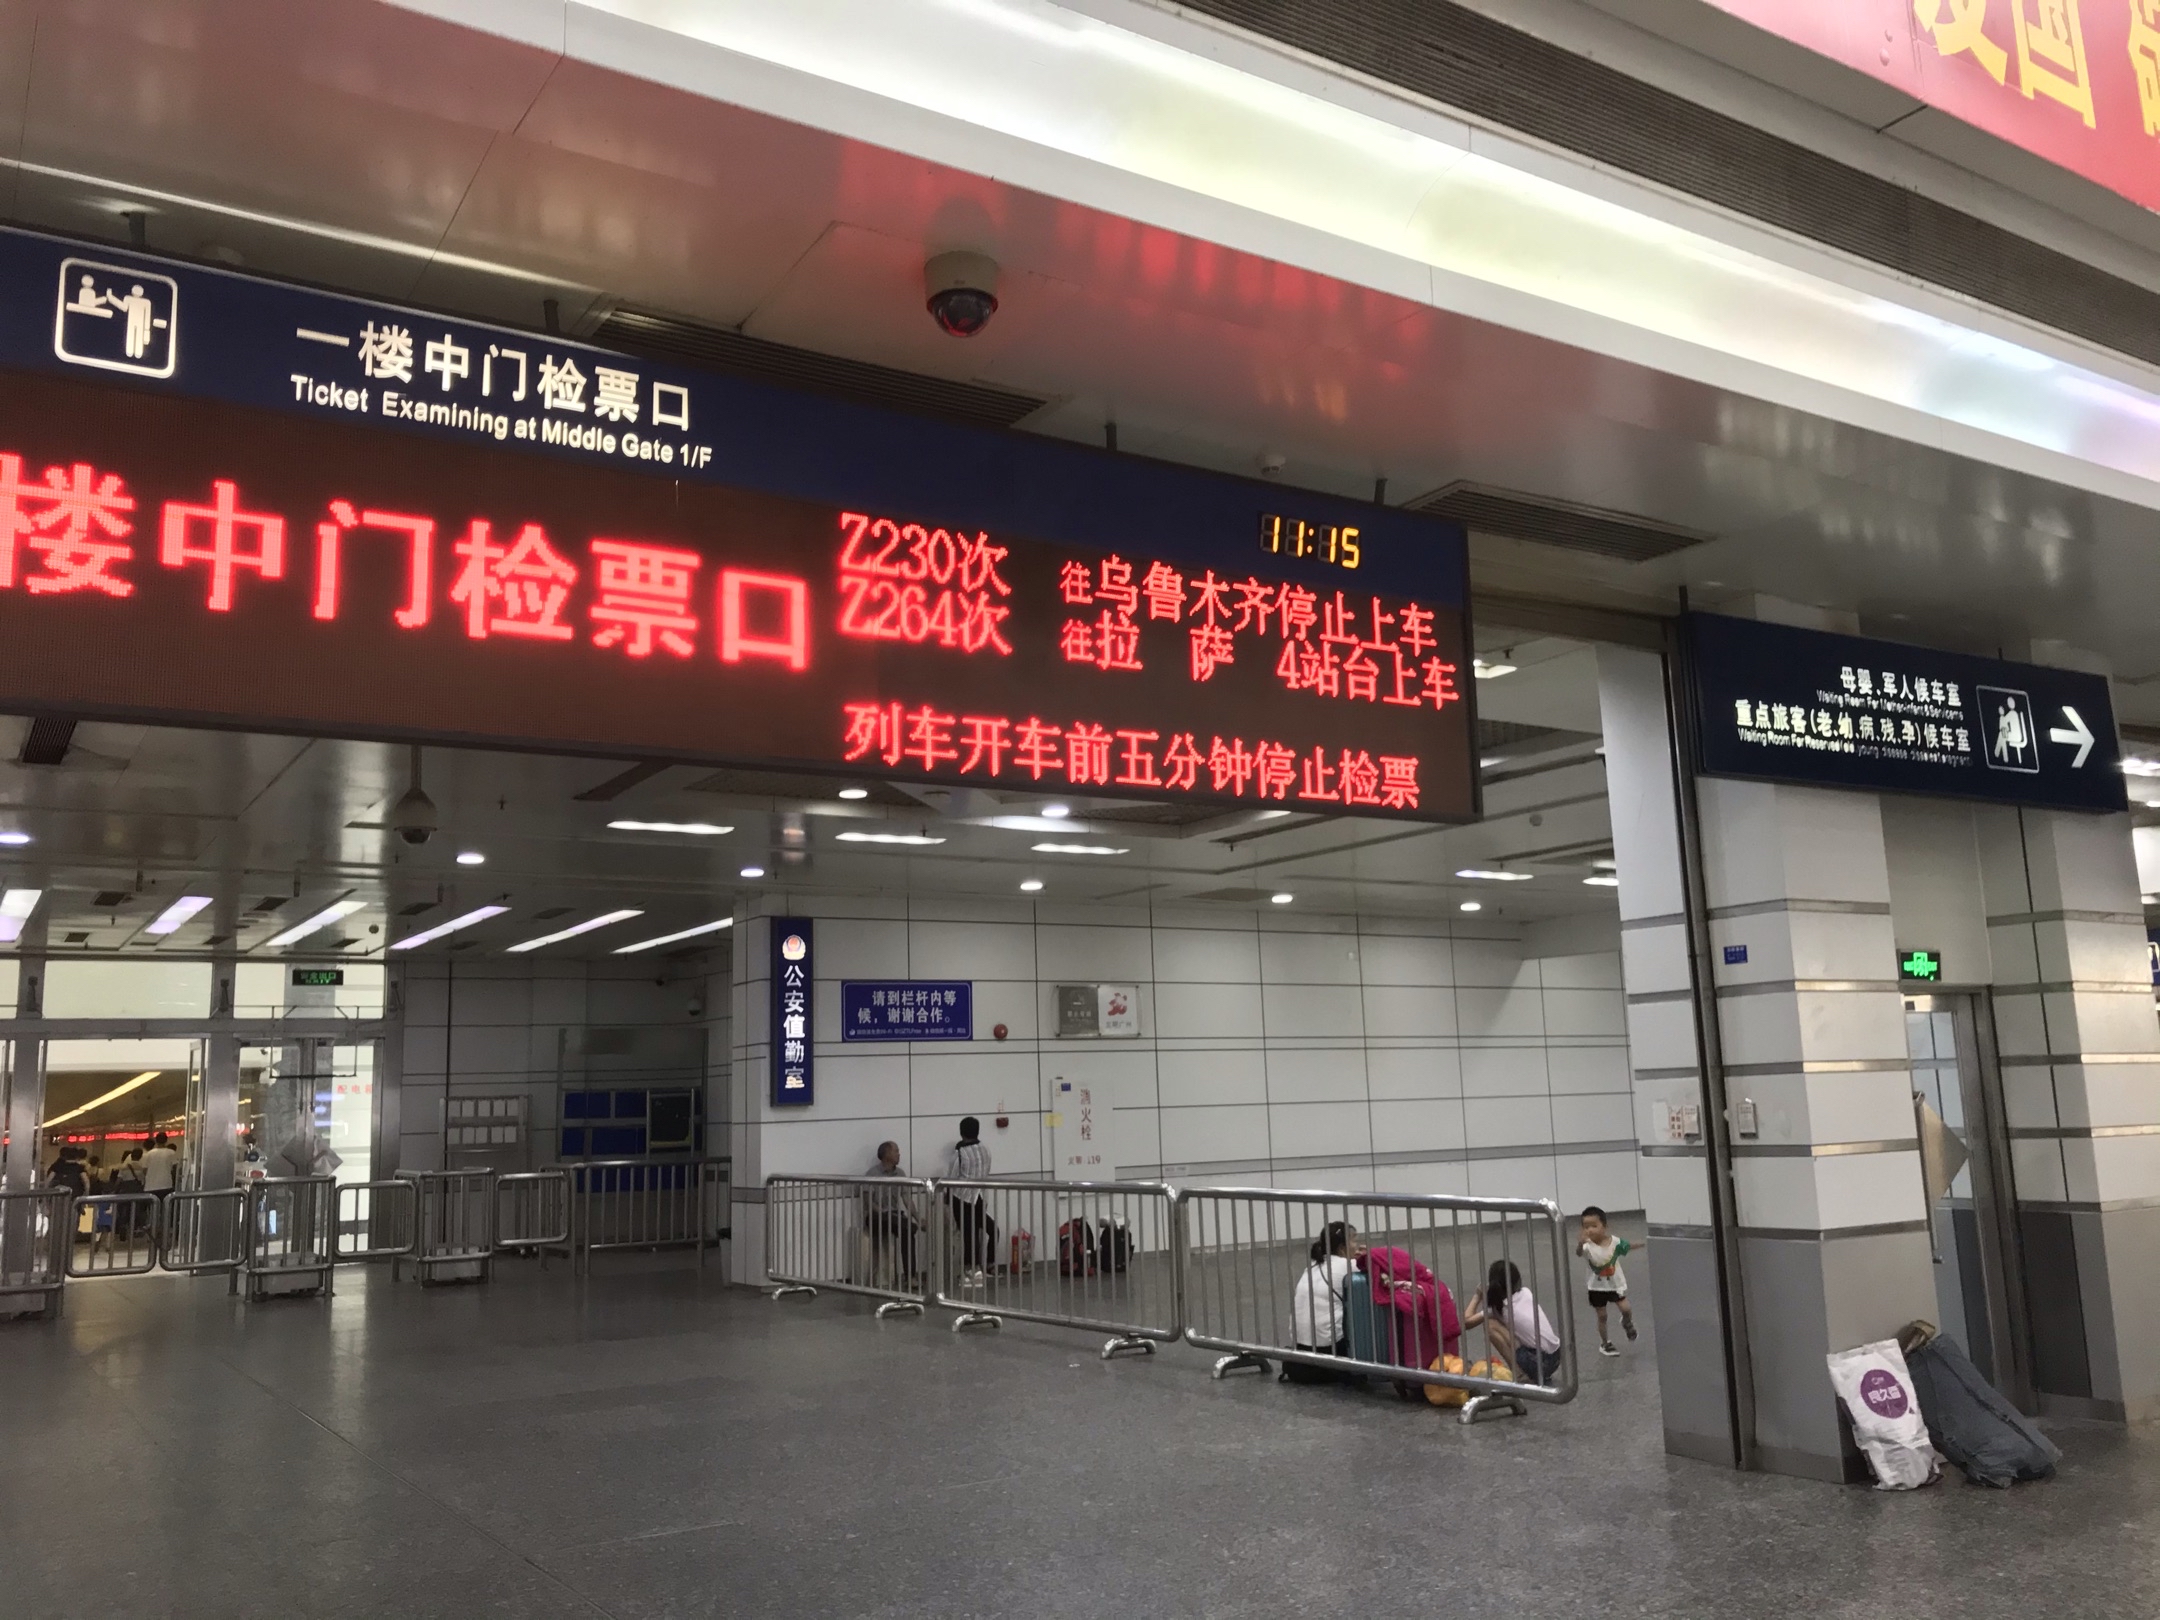 一楼中门检票口
Ticket Examining at Middle Gate 1/F
11:15
楼中门检票口
Z230次 往乌鲁木齐停止上车
Z264次 往拉 萨 4站台上车
列车开车前五分钟停止检票
母婴、军人候车室
重点旅客(老、幼、病、残、孕)候车室
公安值勤室
请到栏杆内等
候，谢谢合作。
消火栓
火警 119